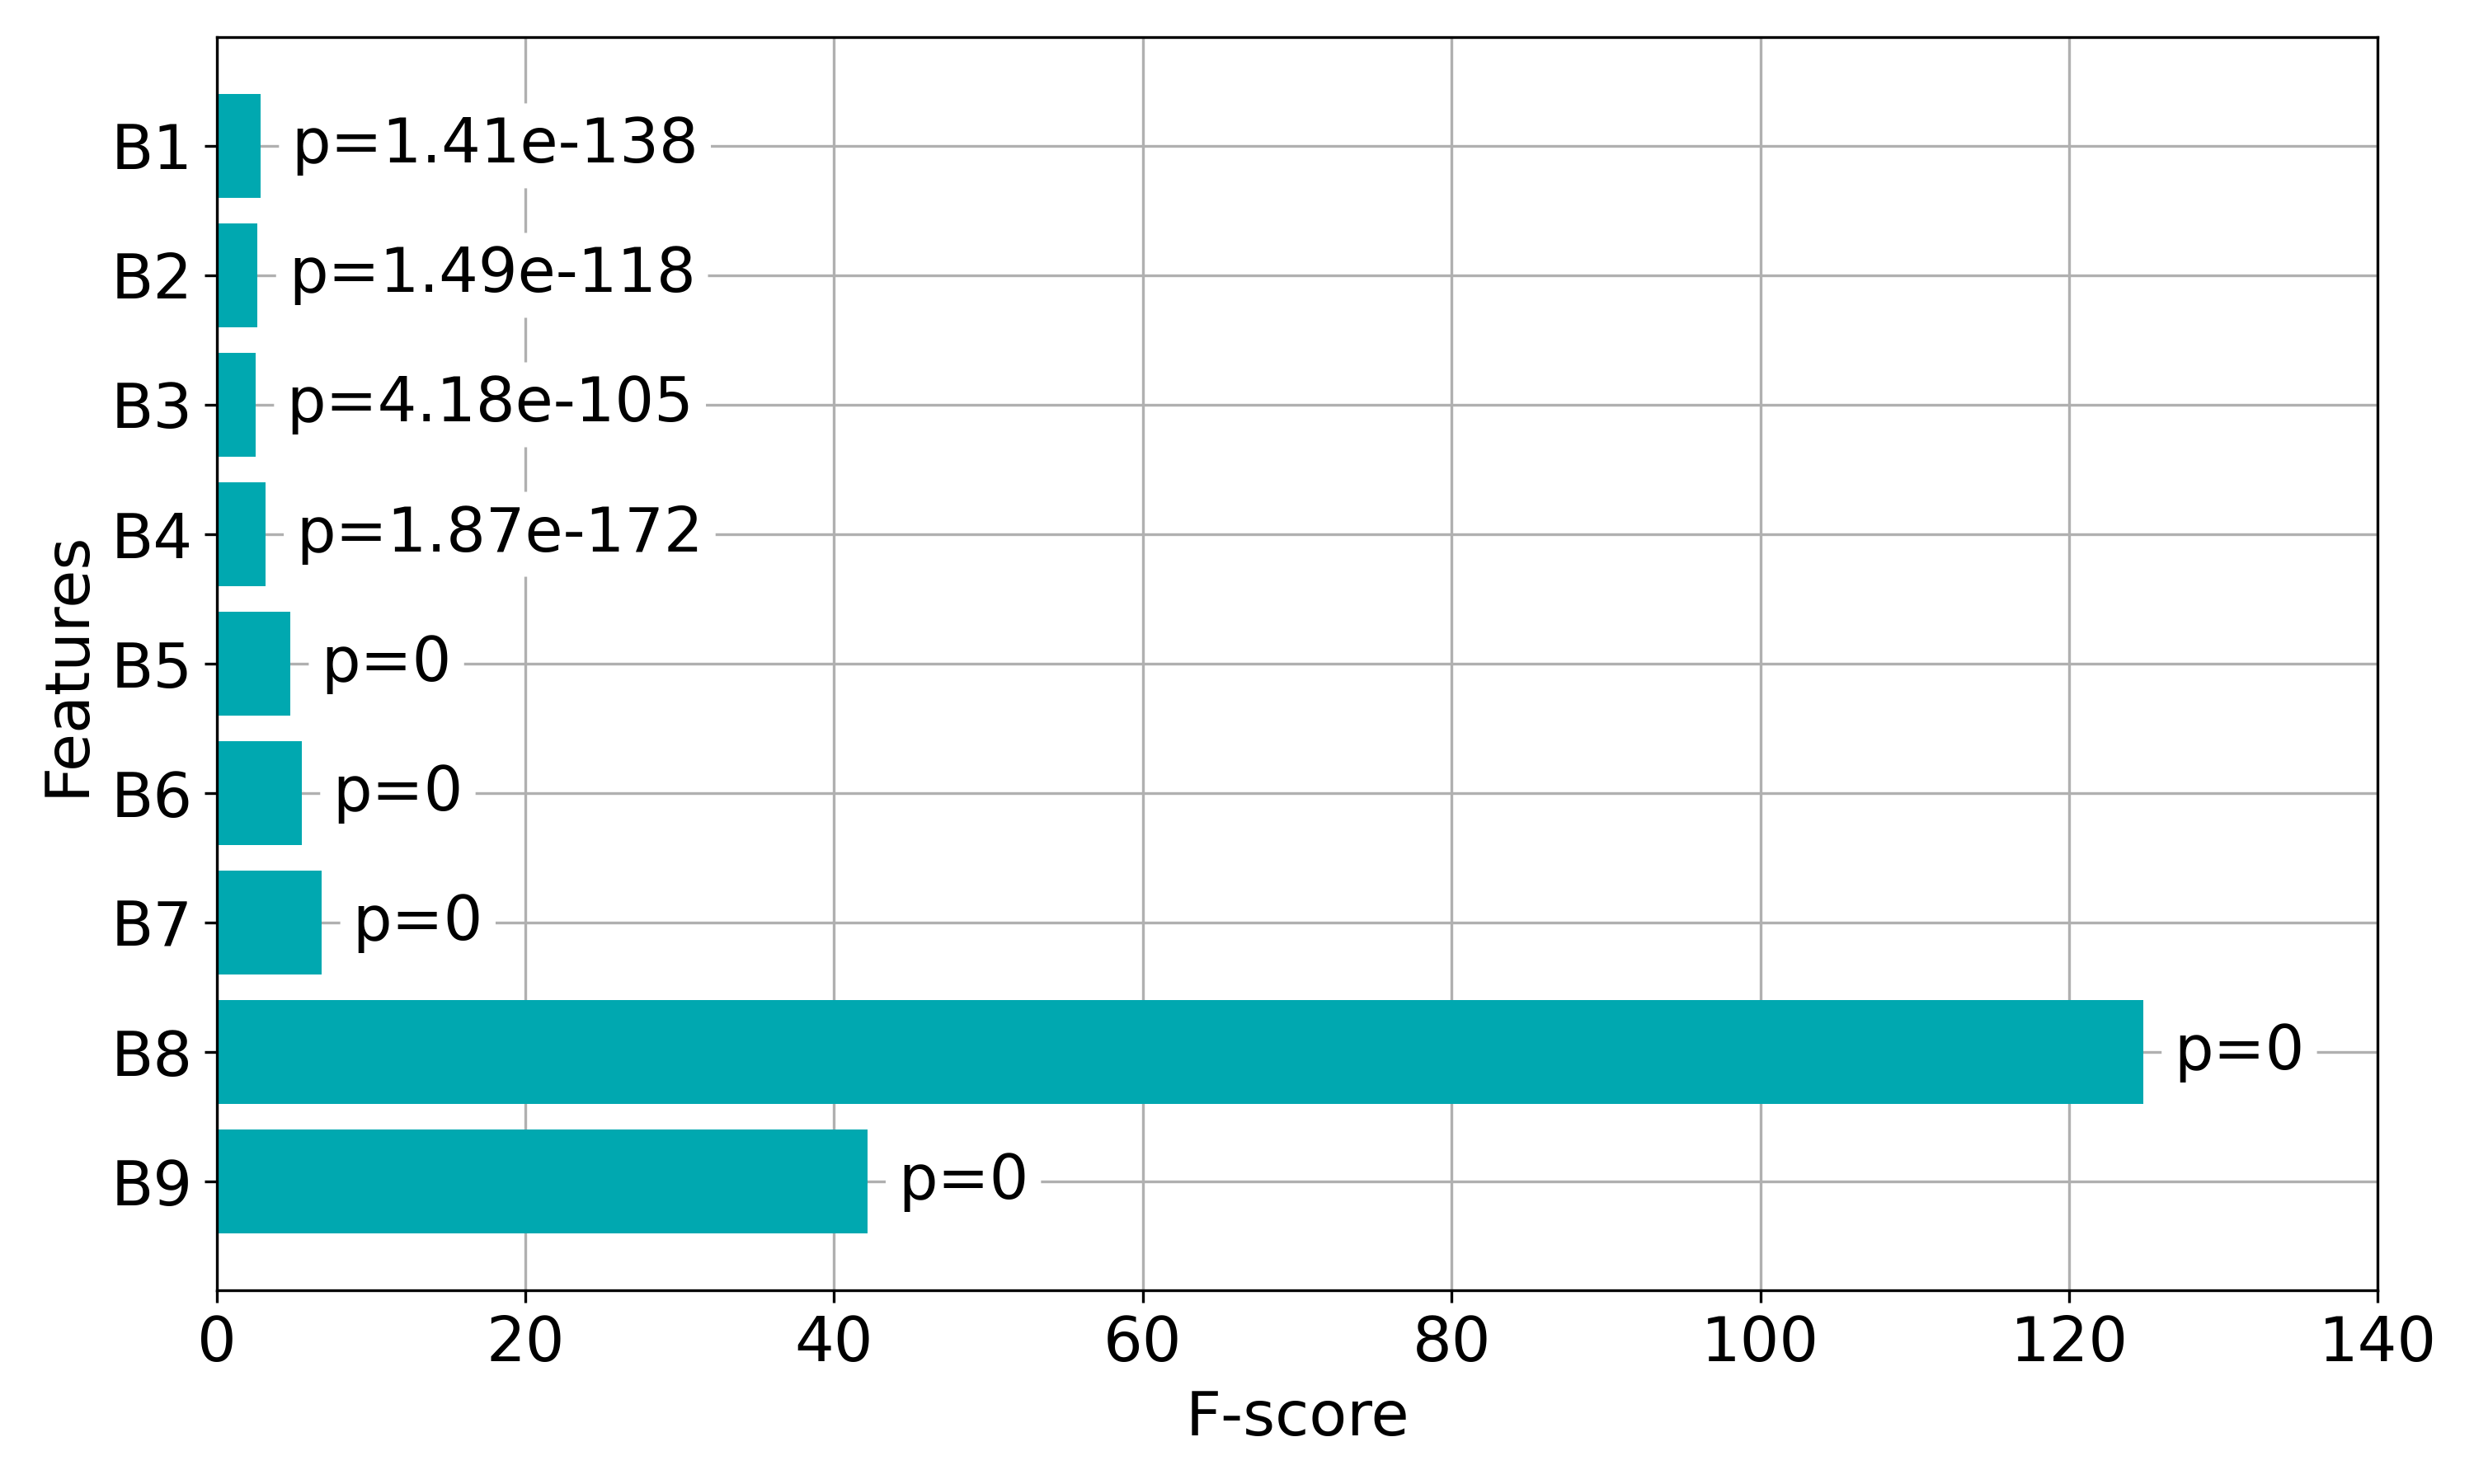 B1 p=1.41e-138
B2 p=1.49e-118
B3 p=4.18e-105
B4 p=1.87e-172
B5 p=0
B6 p=0
B7 p=0
B8 p=0
B9 p=0
Features
0 20 40 60 80 100 120 140
F-score